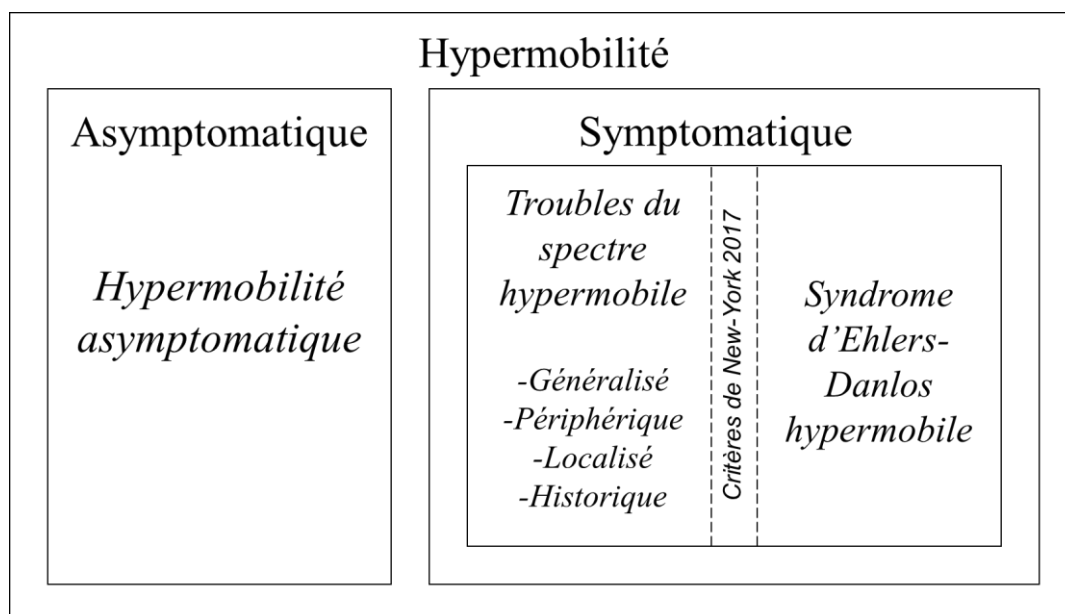 Hypermobilité
Asymptomatique
Hypermobilité
asymptomatique
Symptomatique
Troubles du
spectre
hypermobile
-Généralisé
-Périphérique
-Localisé
-Historique
Critères de New-York 2017
Syndrome
d’Ehlers-
Danlos
hypermobile